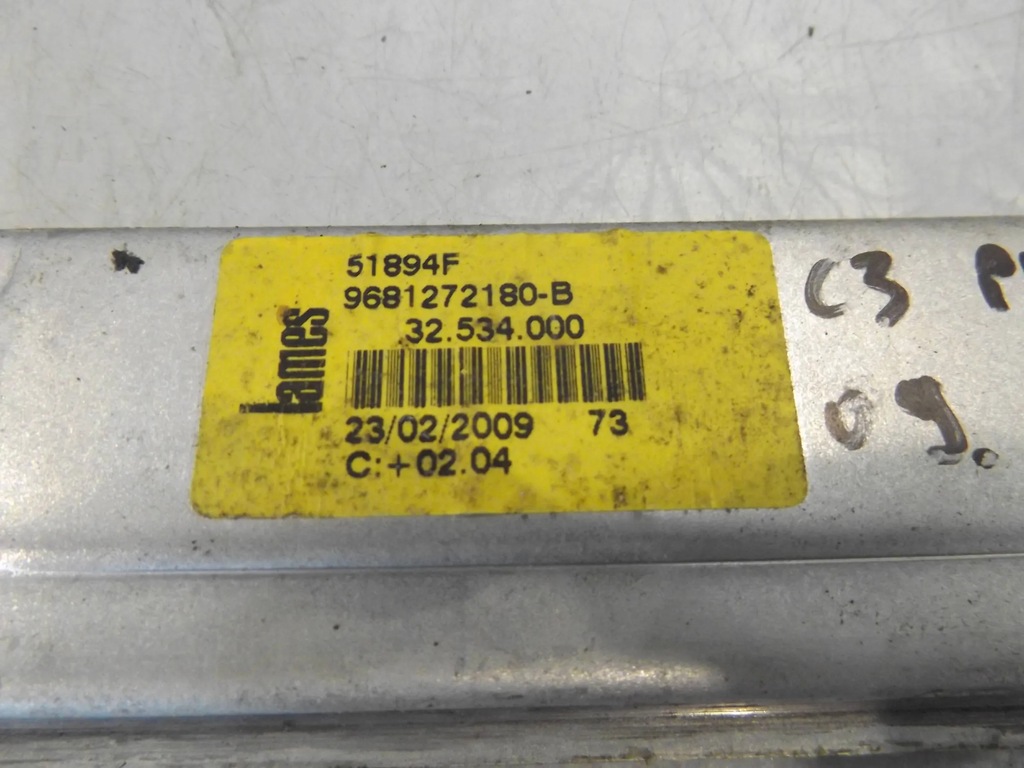 51894F
9681272180-B
32.534.000
lames
23/02/2009 73
C:+02.04
C3
09.